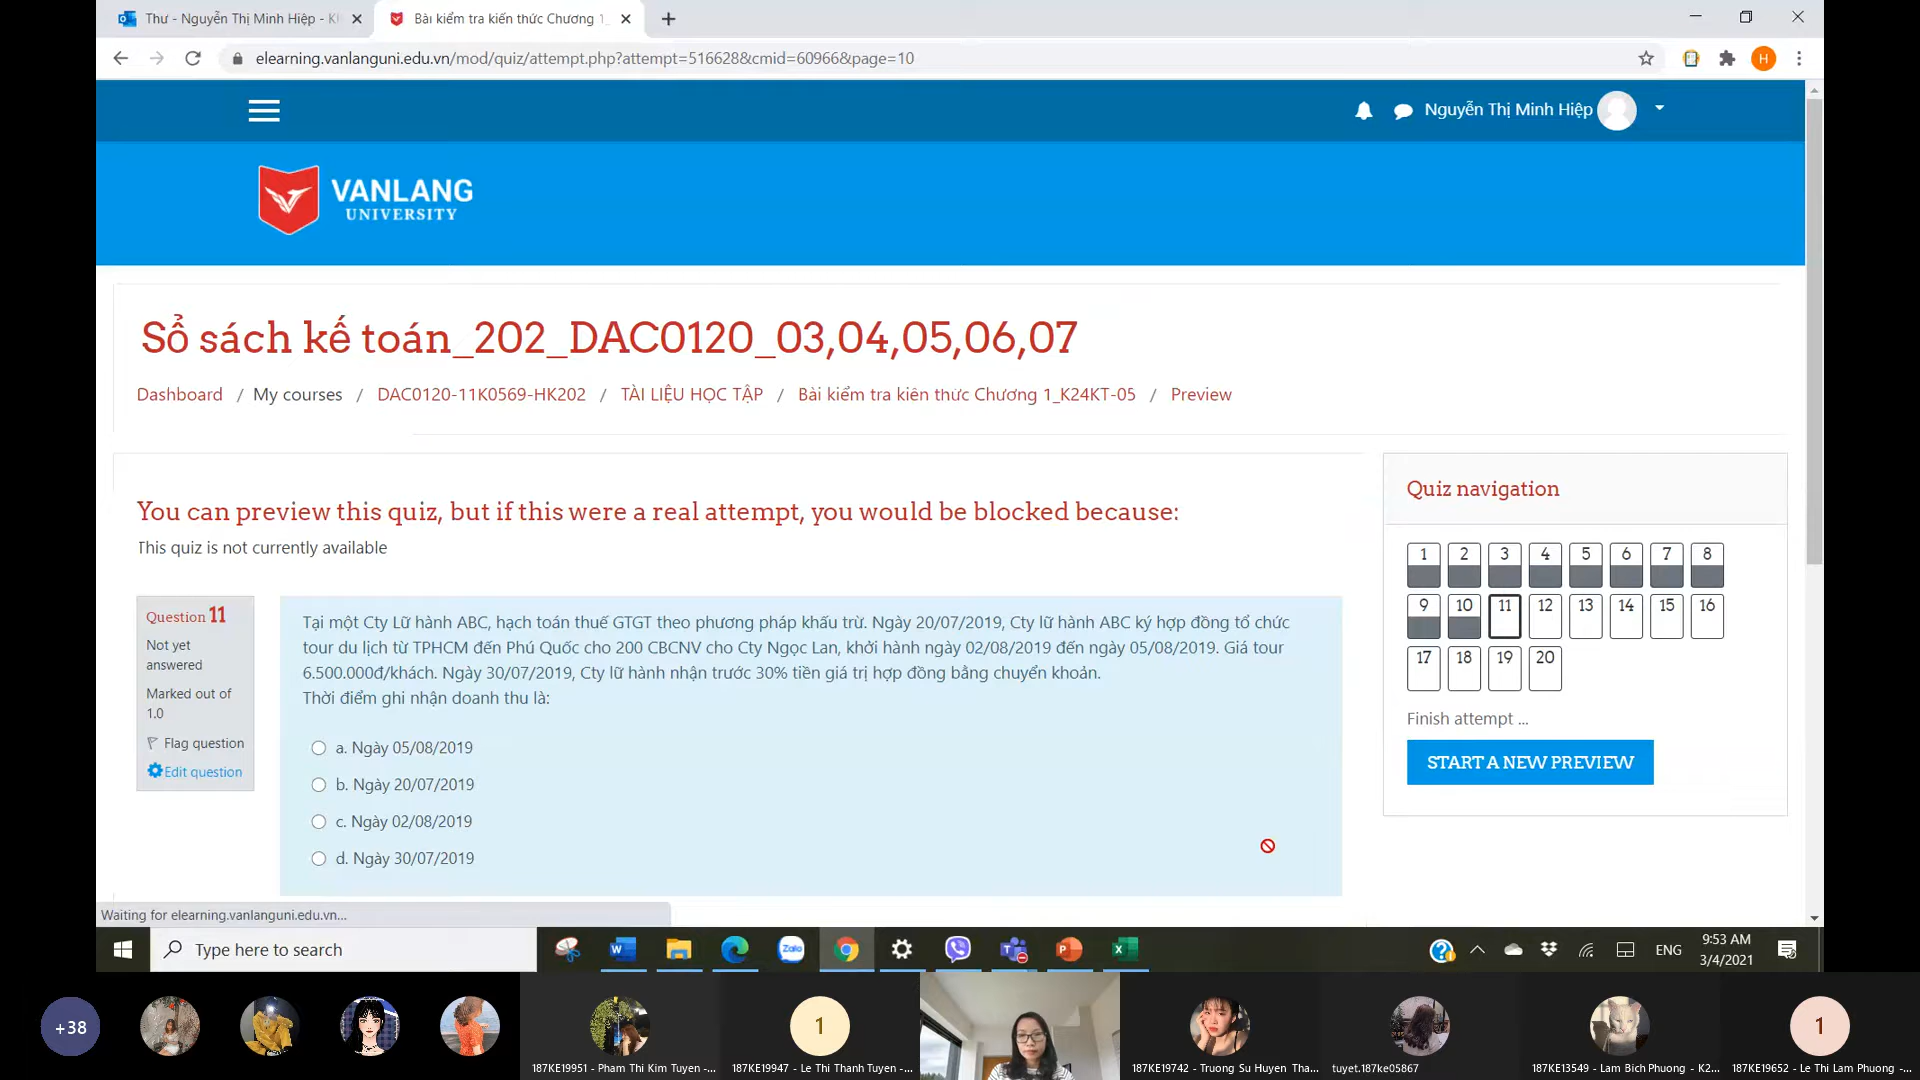 Thư - Nguyễn Thị Minh Hiệp - K
Bài kiểm tra kiến thức Chương 1_
elearning.vanlanguni.edu.vn/mod/quiz/attempt.php?attempt=516628&cmid=60966&page=10
H
Nguyễn Thị Minh Hiệp
VANLANG
UNIVERSITY
Sổ sách kế toán_202_DAC0120_03,04,05,06,07
Dashboard / My courses / DAC0120-11K0569-HK202 / TÀI LIỆU HỌC TẬP / Bài kiểm tra kiến thức Chương 1_K24KT-05 / Preview
You can preview this quiz, but if this were a real attempt, you would be blocked because:
This quiz is not currently available
Question 11
Not yet
answered
Marked out of
1.0
Flag question
Edit question
Tại một Cty Lữ hành ABC, hạch toán thuế GTGT theo phương pháp khấu trừ. Ngày 20/07/2019, Cty lữ hành ABC ký hợp đồng tổ chức
tour du lịch từ TPHCM đến Phú Quốc cho 200 CBCNV cho Cty Ngọc Lan, khởi hành ngày 02/08/2019 đến ngày 05/08/2019. Giá tour
6.500.000đ/khách. Ngày 30/07/2019, Cty lữ hành nhận trước 30% tiền giá trị hợp đồng bằng chuyển khoản.
Thời điểm ghi nhận doanh thu là:
a. Ngày 05/08/2019
b. Ngày 20/07/2019
c. Ngày 02/08/2019
d. Ngày 30/07/2019
Quiz navigation
1 2 3 4 5 6 7 8
9 10 11 12 13 14 15 16
17 18 19 20
Finish attempt ...
START A NEW PREVIEW
Waiting for elearning.vanlanguni.edu.vn...
Type here to search
Zalo
ENG
9:53 AM
3/4/2021
+38
1
1
187KE19951 - Pham Thi Kim Tuyen -...
187KE19947 - Le Thi Thanh Tuyen -...
187KE19742 - Truong Su Huyen Tha...
tuyet.187ke05867
187KE13549 - Lam Bich Phuong - K2...
187KE19652 - Le Thi Lam Phuong -...